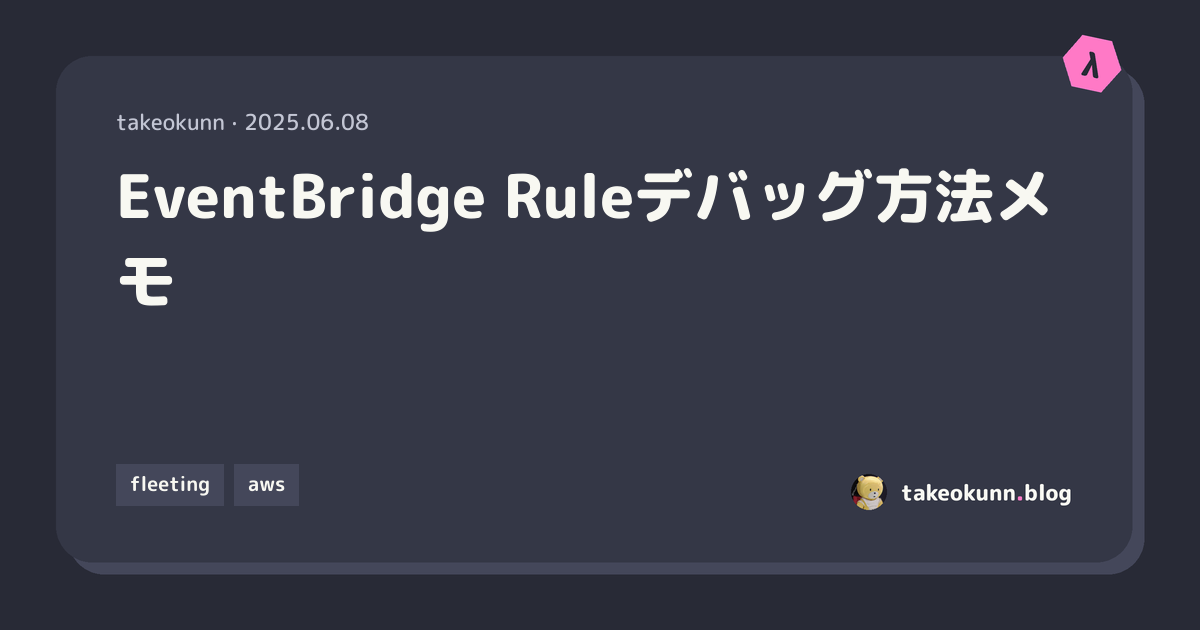 λ
takeokunn · 2025.06.08
EventBridge Ruleデバッグ方法メ
モ
fleeting
aws
takeokunn.blog